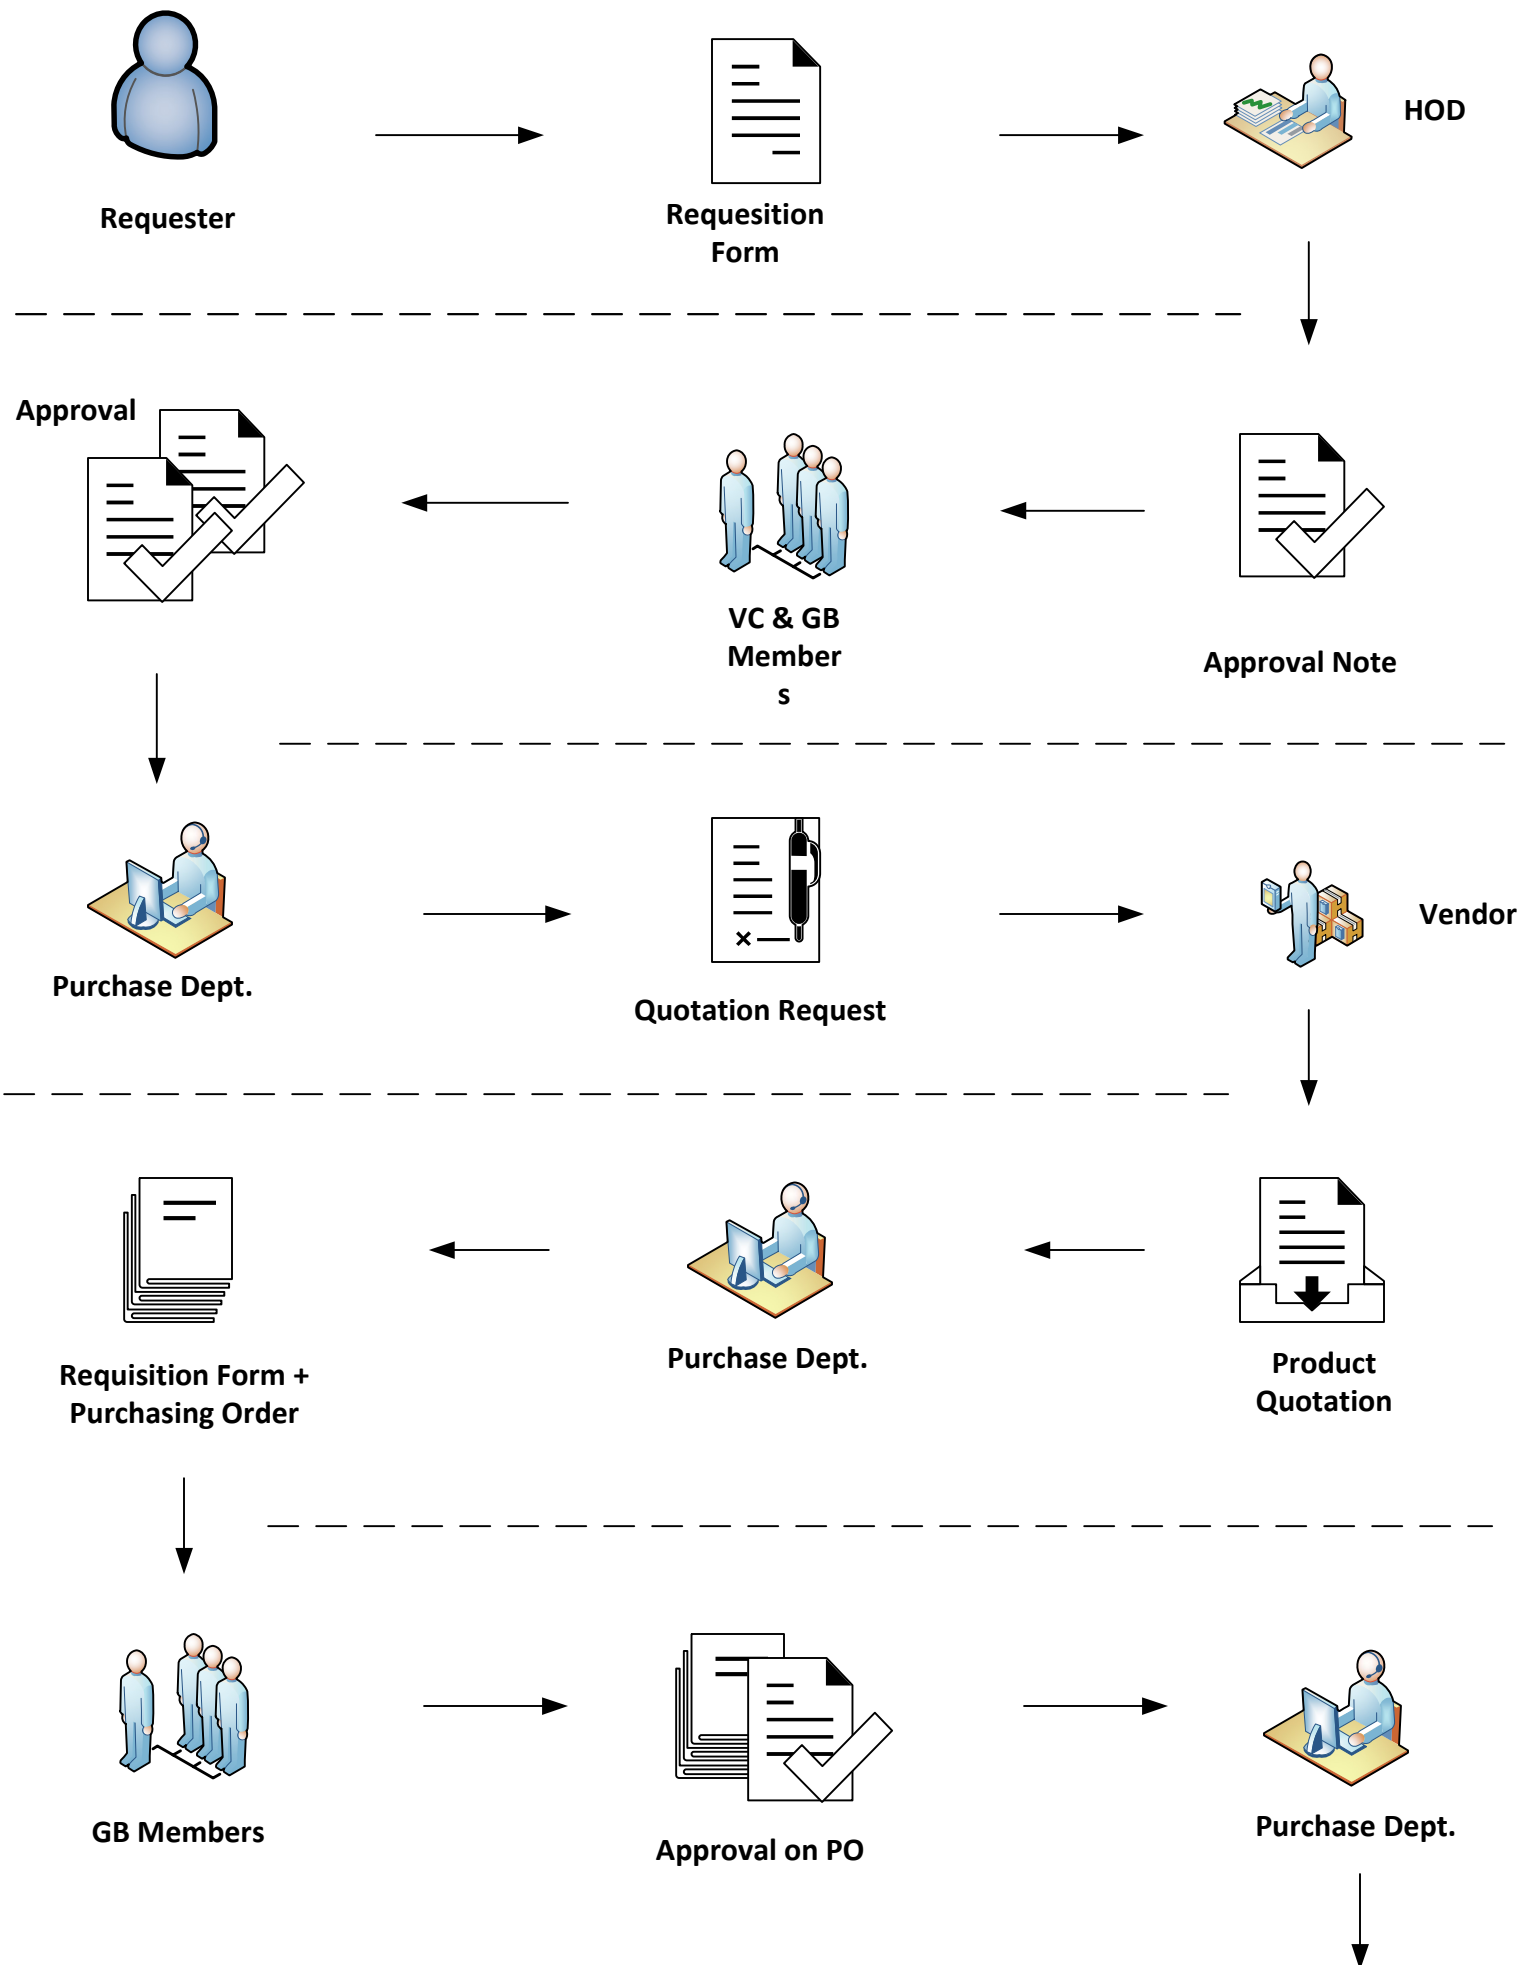 HOD
Requester
Requesition
Form
Approval
VC & GB
Member
s
Approval Note
Purchase Dept.
Quotation Request
Vendor
Requisition Form +
Purchasing Order
Purchase Dept.
Product
Quotation
GB Members
Approval on PO
Purchase Dept.